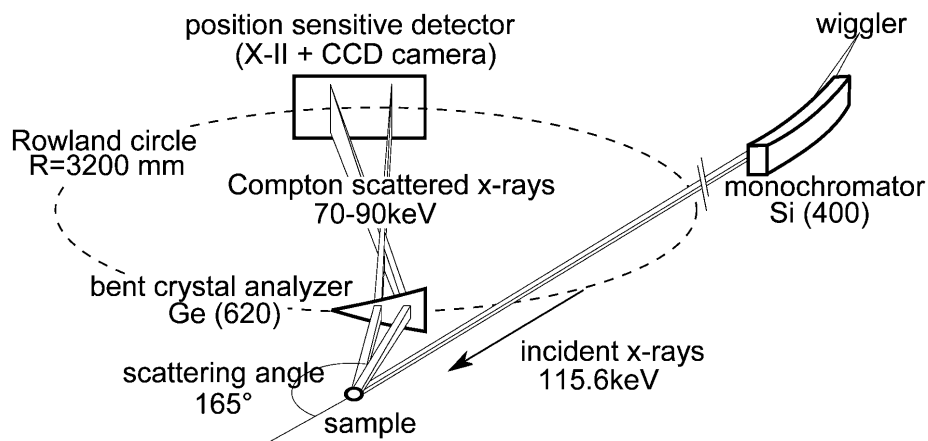 position sensitive detector
(X-II + CCD camera)
wiggler
Rowland circle
R=3200 mm
Compton scattered x-rays
70-90keV
monochromator
Si (400)
bent crystal analyzer
Ge (620)
incident x-rays
115.6keV
scattering angle
165°
sample